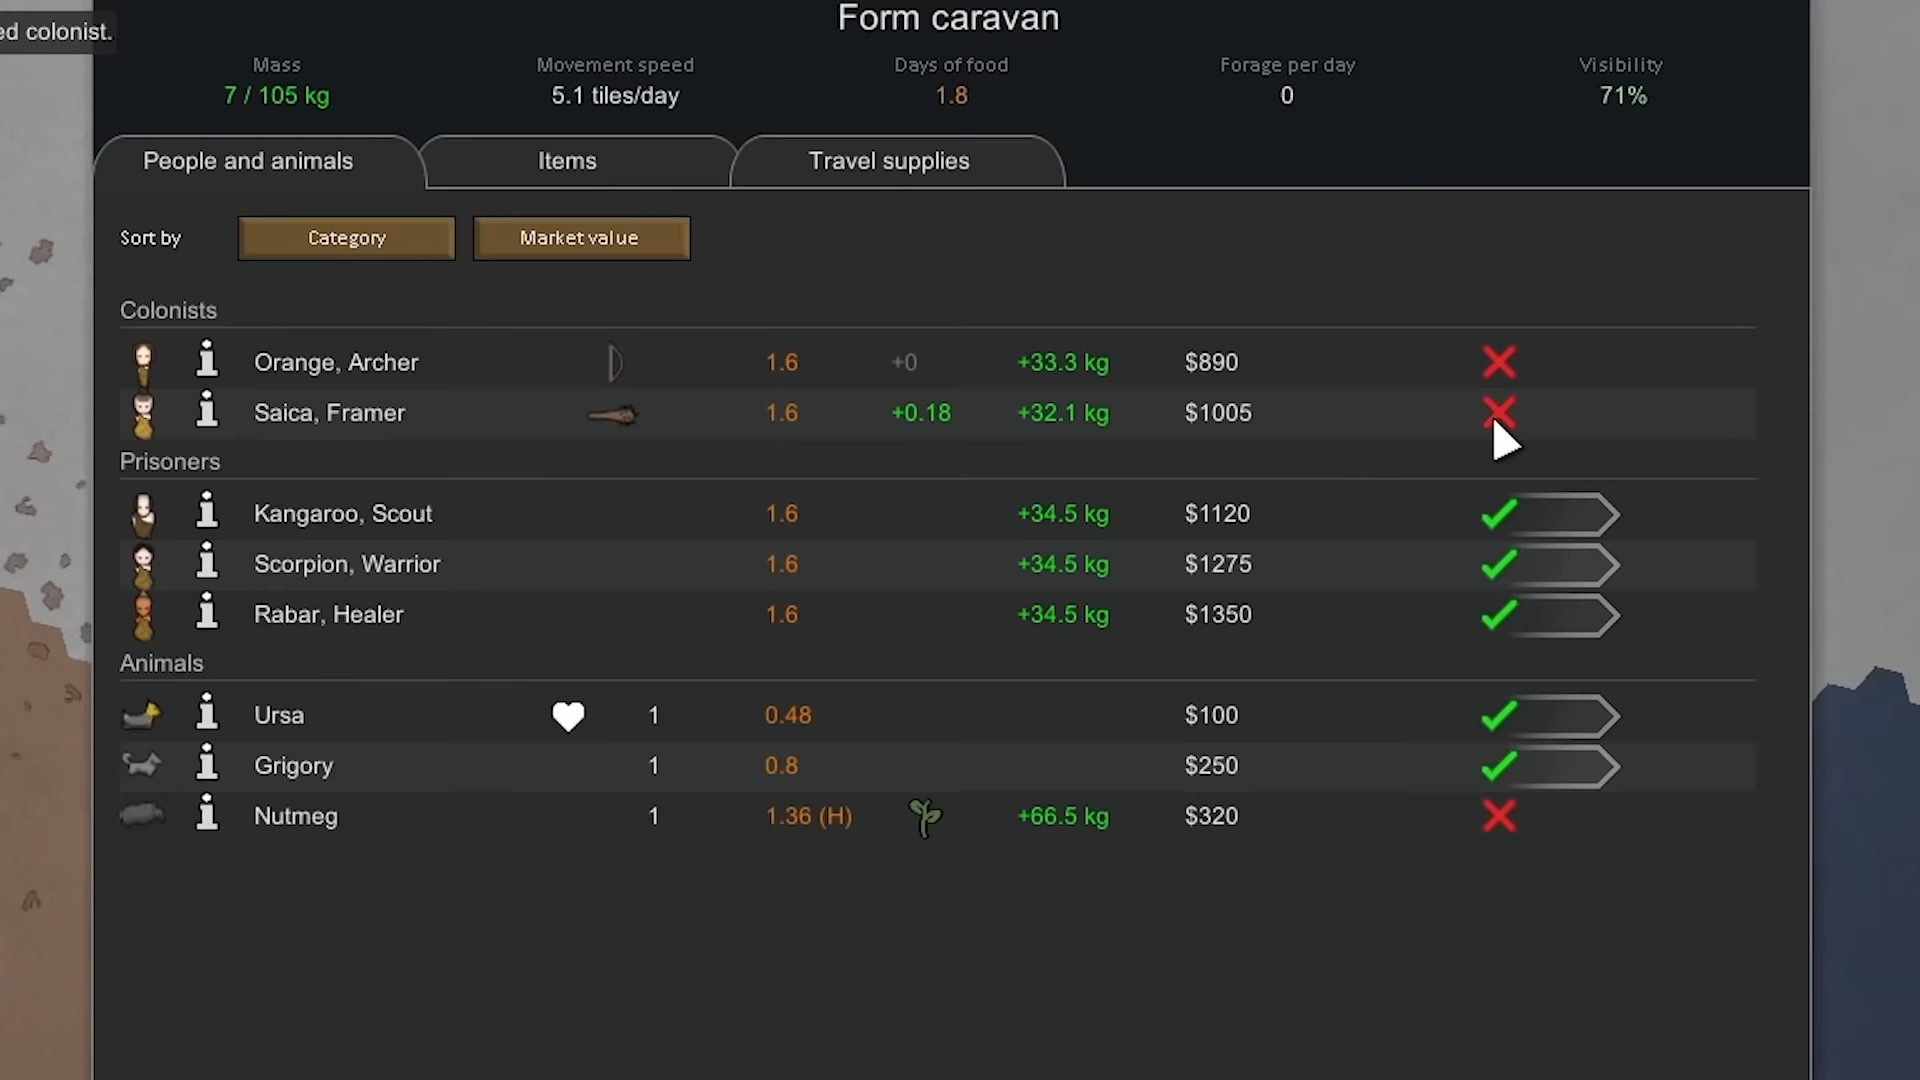 Form caravan
ed colonist.
Mass
Movement speed
Days of food
Forage per day
Visibility
7 / 105 kg
5.1 tiles/day
1.8
0
71%
People and animals
Items
Travel supplies
Sort by
Category
Market value
Colonists
Orange, Archer 1.6 +0 +33.3 kg $890
Saica, Framer 1.6 +0.18 +32.1 kg $1005
Prisoners
Kangaroo, Scout 1.6 +34.5 kg $1120
Scorpion, Warrior 1.6 +34.5 kg $1275
Rabar, Healer 1.6 +34.5 kg $1350
Animals
Ursa 1 0.48 $100
Grigory 1 0.8 $250
Nutmeg 1 1.36 (H) +66.5 kg $320